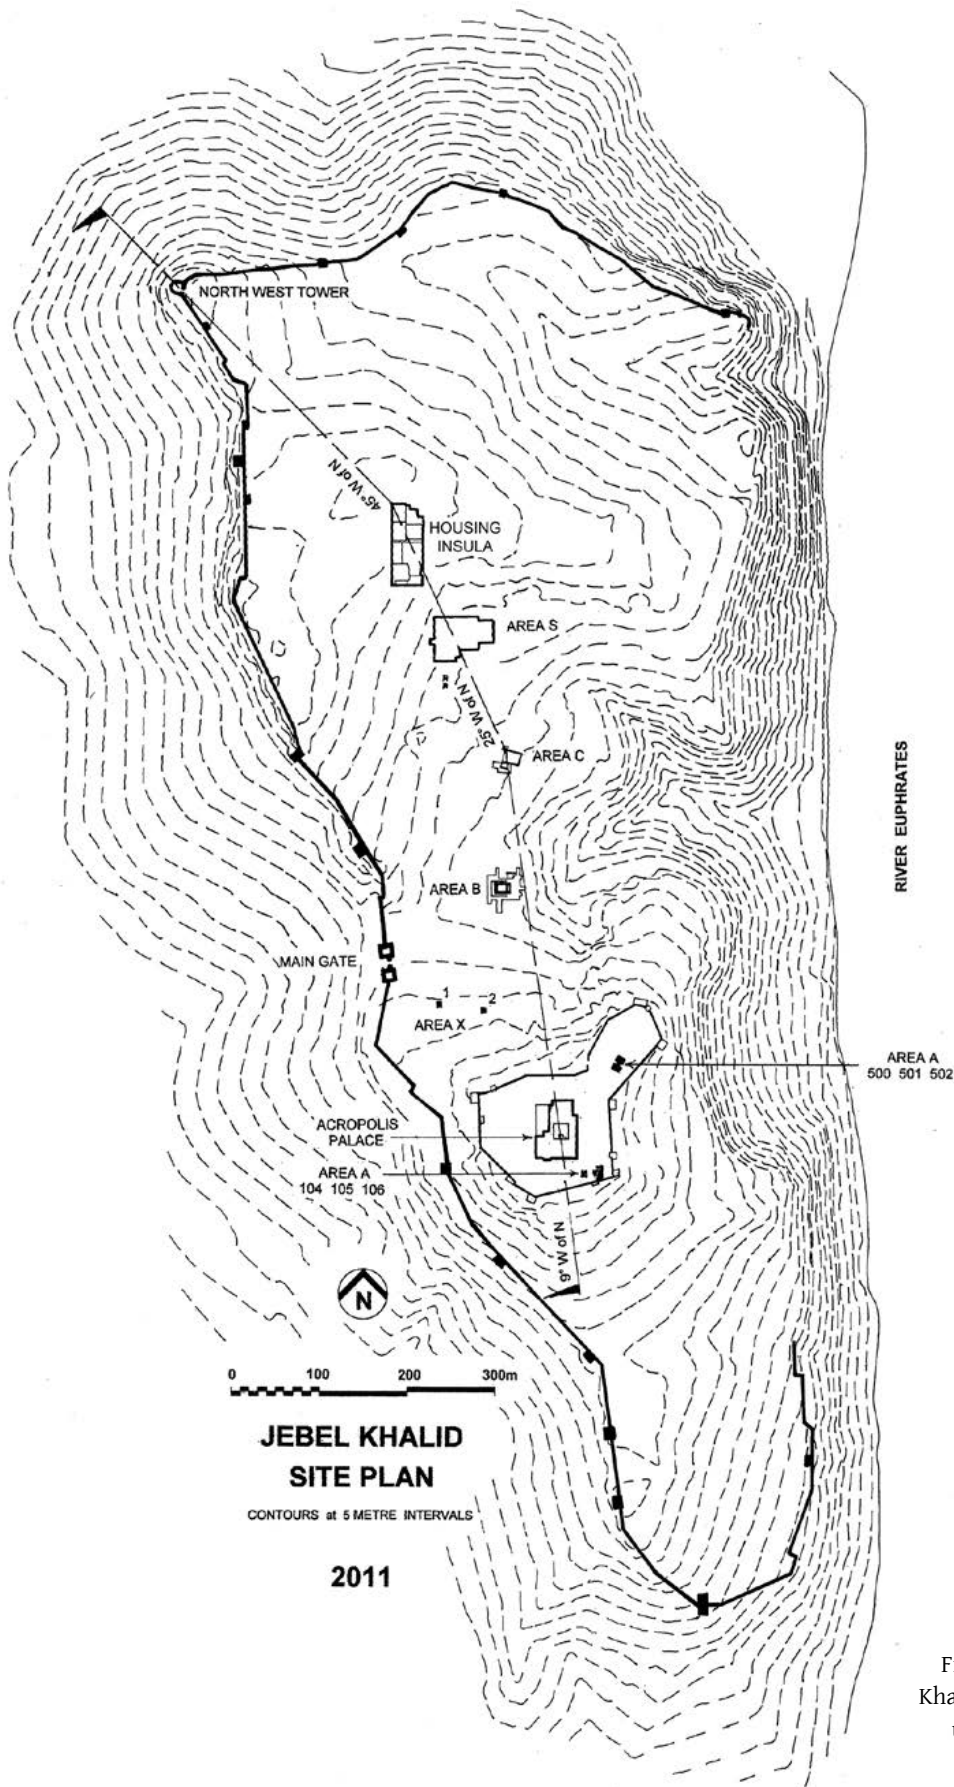 NORTH WEST TOWER
45° W of N
HOUSING
INSULA
AREA S
25° W of N
AREA C
RIVER EUPHRATES
AREA B
MAIN GATE
1
2
AREA X
AREA A
500 501 502
ACROPOLIS
PALACE
AREA A
104 105 106
6° W of N
N
0 100 200 300m
JEBEL KHALID
SITE PLAN
CONTOURS at 5 METRE INTERVALS
2011
Kha